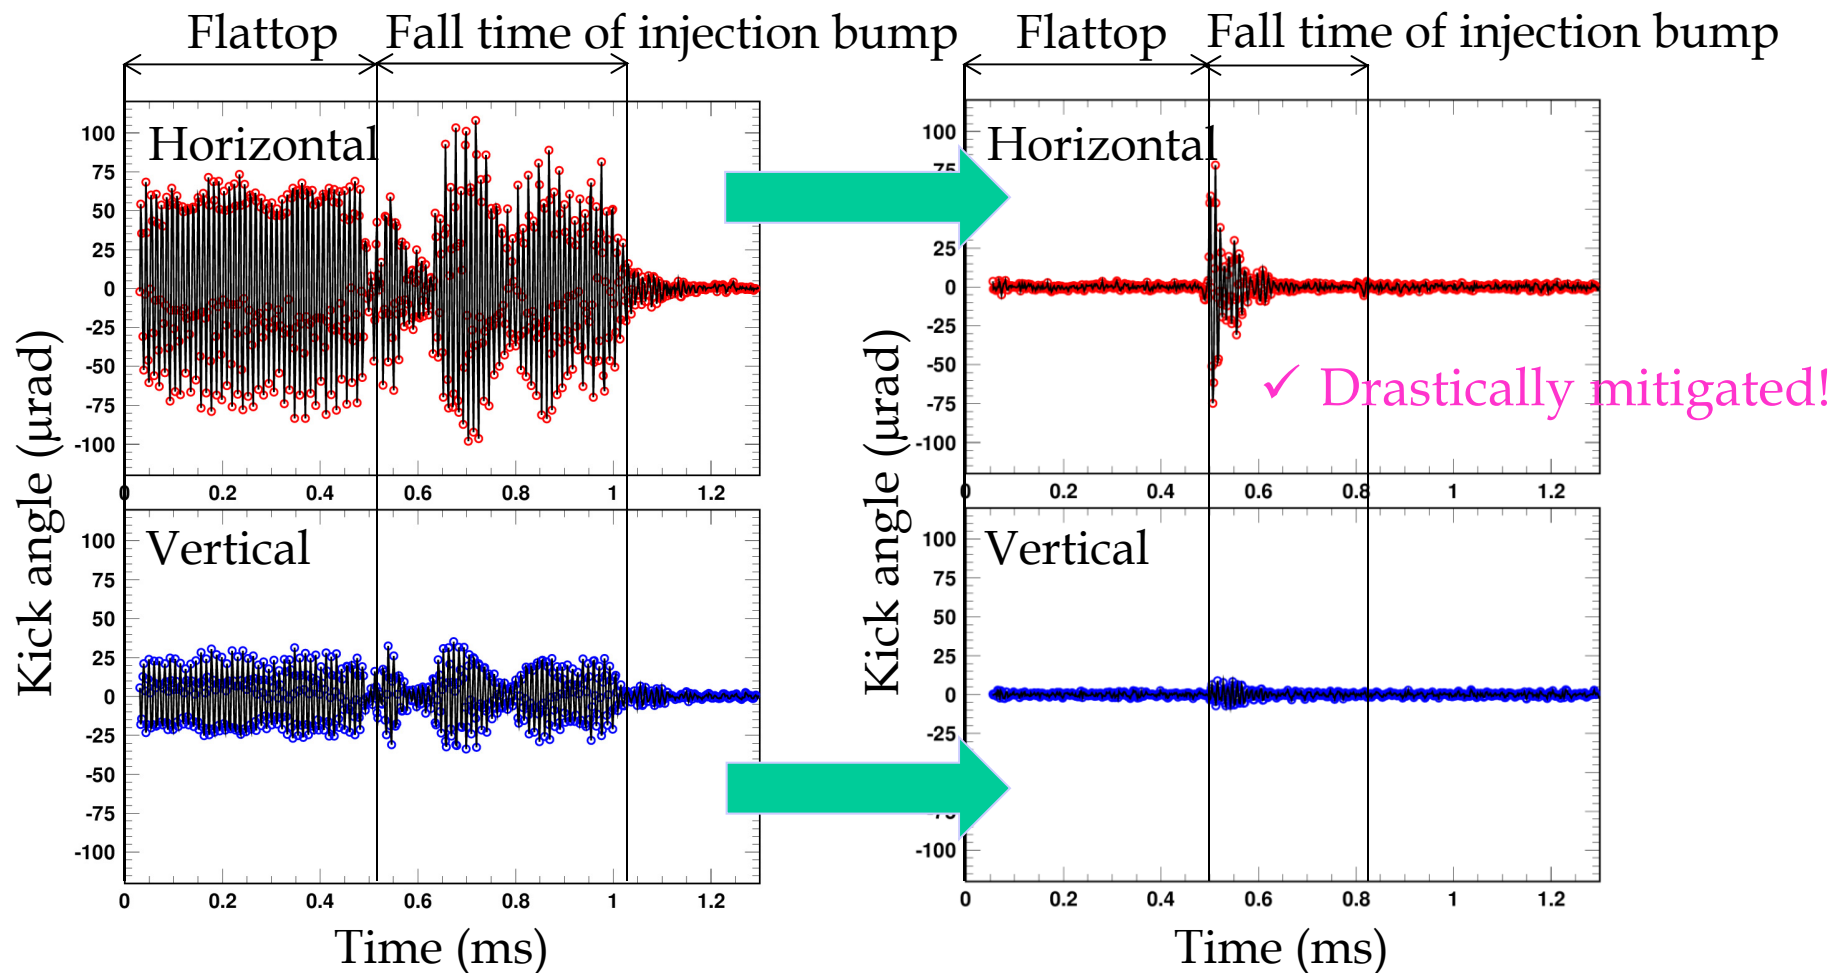 Flattop
Fall time of injection bump
Flattop
Fall time of injection bump
Horizontal
100
75
50
25
0
-25
-50
-75
-100
0 0.2 0.4 0.6 0.8 1 1.2
Horizontal
100
25
0
-25
-50
-75
-100
0 0.2 0.4 0.6 0.8 1 1.2
✓ Drastically mitigated!
Kick angle (µrad)
Kick angle (µrad)
Vertical
100
75
50
25
0
-25
-50
-75
-100
0 0.2 0.4 0.6 0.8 1 1.2
Time (ms)
Vertical
100
75
50
25
0
-25
-100
0 0.2 0.4 0.6 0.8 1 1.2
Time (ms)